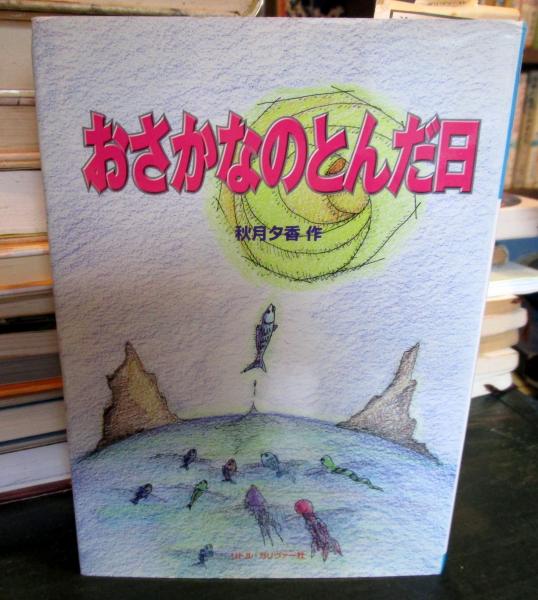 おさかなのとんだ日
秋月夕香 作
リトル・ガリヴァー社